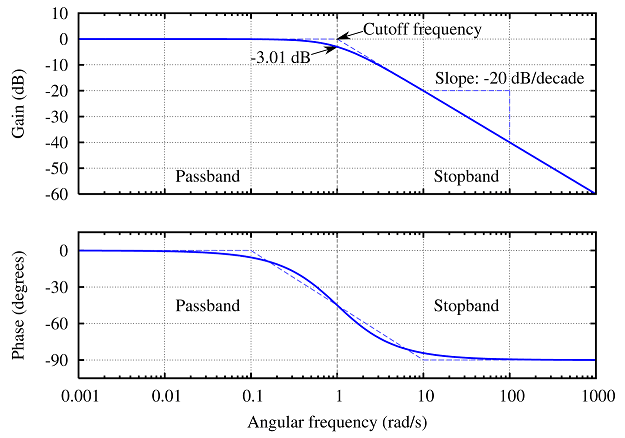 10
0
-10
-20
-30
-40
-50
-60
Gain (dB)
Cutoff frequency
-3.01 dB
Slope: -20 dB/decade
Passband
Stopband
0
-30
-60
-90
Phase (degrees)
Passband
Stopband
0.001
0.01
0.1
1
10
100
1000
Angular frequency (rad/s)